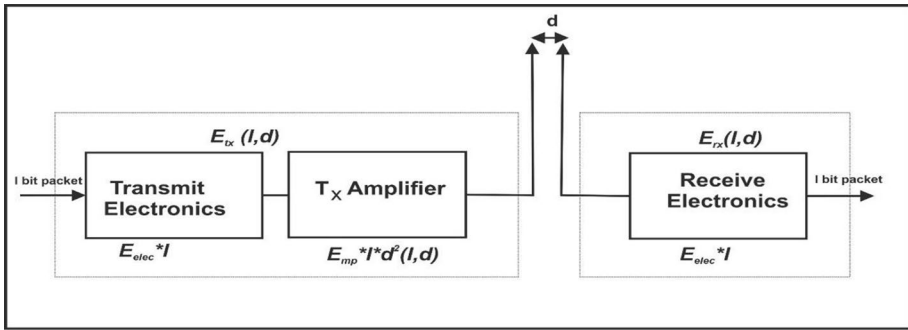 d
E_tx (l,d)
E_rx(l,d)
l bit packet
Transmit
Electronics
T_X Amplifier
Receive
Electronics
l bit packet
E_elec *l
E_mp *l*d²(l,d)
E_elec *l